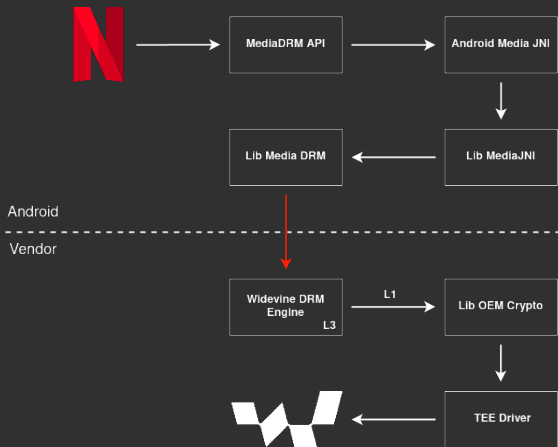 MediaDRM API
Android Media JNI
Lib Media DRM
Lib MediaJNI
Android
Vendor
Widevine DRM
Engine
L3
L1
Lib OEM Crypto
TEE Driver